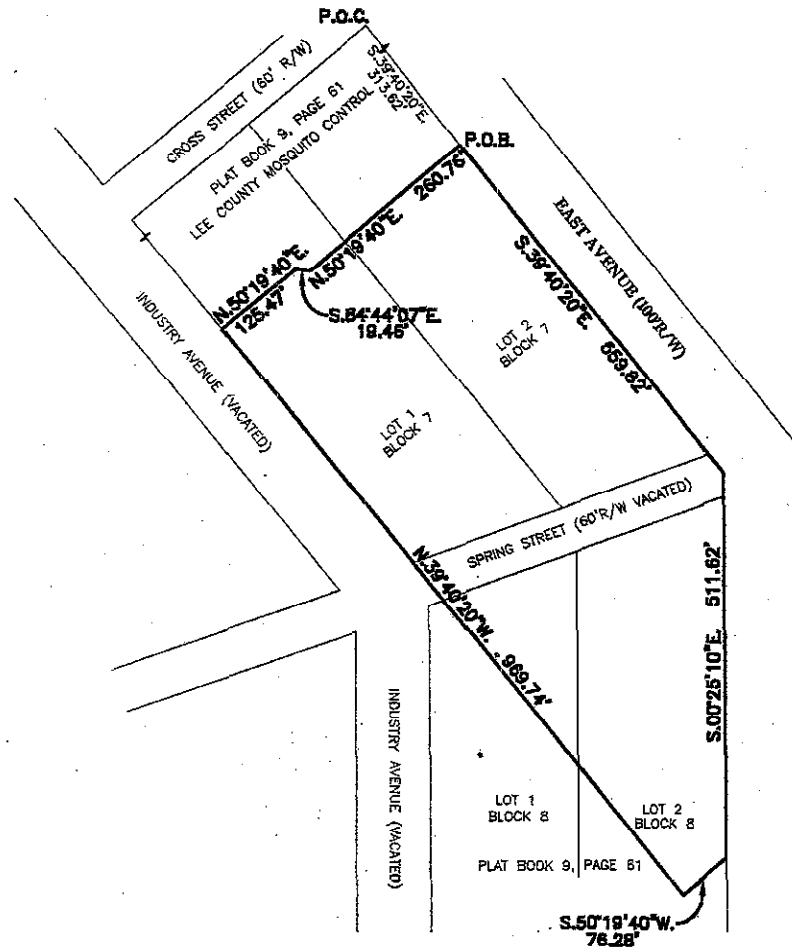 P.O.C.
CROSS STREET (60' R/W)
S.39°40'20"E.
313.62
PLAT BOOK 9, PAGE 61
LEE COUNTY MOSQUITO CONTROL
P.O.B.
N.50°19'40"E.
260.76'
N.50°19'40"E.
125.47'
S.84°44'07"E.
19.46'
EAST AVENUE (100'R/W)
S.39°40'20"E. 559.82'
INDUSTRY AVENUE (VACATED)
LOT 2
BLOCK 7
LOT 1
BLOCK 7
SPRING STREET (60'R/W VACATED)
N.39°40'20"W. - 969.74'
S.00°25'10"E. 511.62'
INDUSTRY AVENUE (VACATED)
LOT 1
BLOCK 8
LOT 2
BLOCK 8
PLAT BOOK 9, PAGE 61
S.50°19'40"W.
76.28'